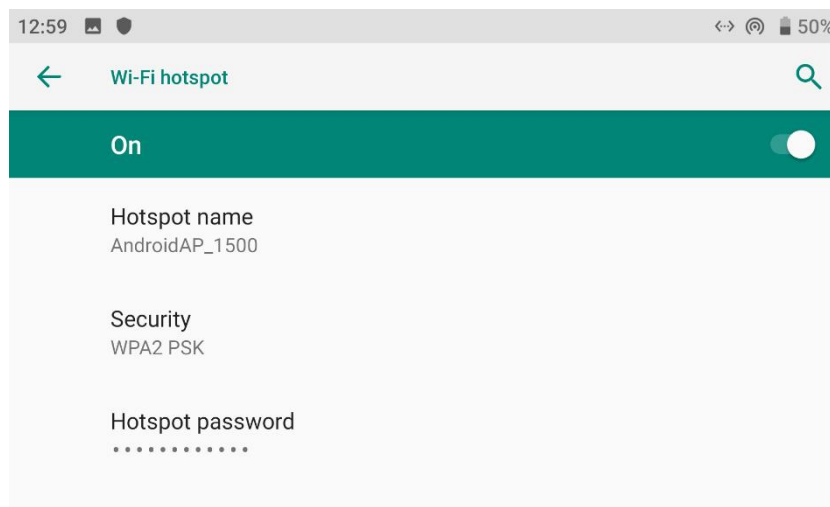 12:59 50%
Wi-Fi hotspot
On
Hotspot name
AndroidAP_1500
Security
WPA2 PSK
Hotspot password
••••••••••••